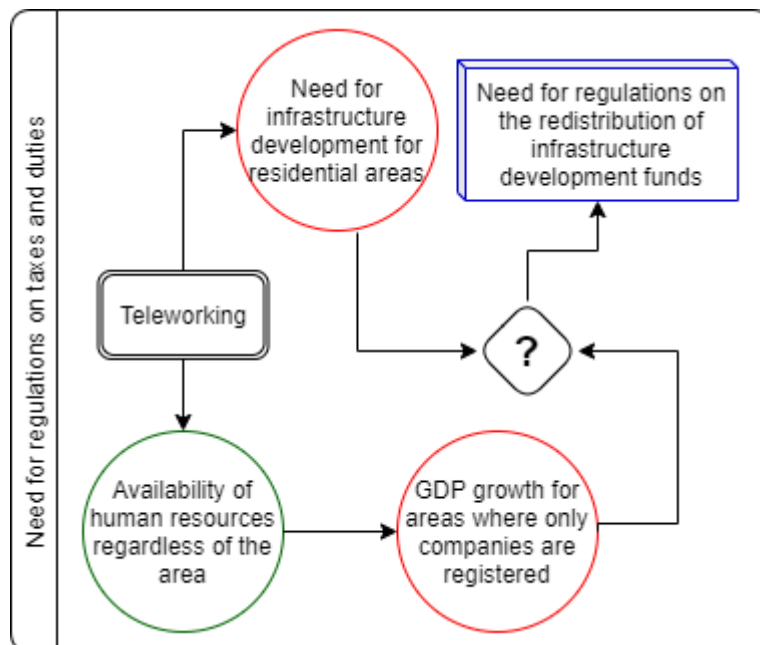 Need for regulations on taxes and duties
Need for
infrastructure
development for
residential areas
Need for regulations on
the redistribution of
infrastructure
development funds
Teleworking
?
Availability of
human resources
regardless of the
area
GDP growth for
areas where only
companies are
registered